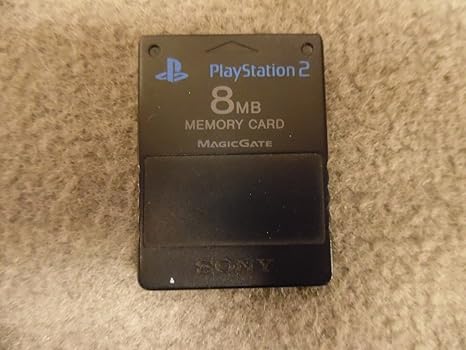 PlayStation 2
8MB
MEMORY CARD
MAGICGATE
SONY